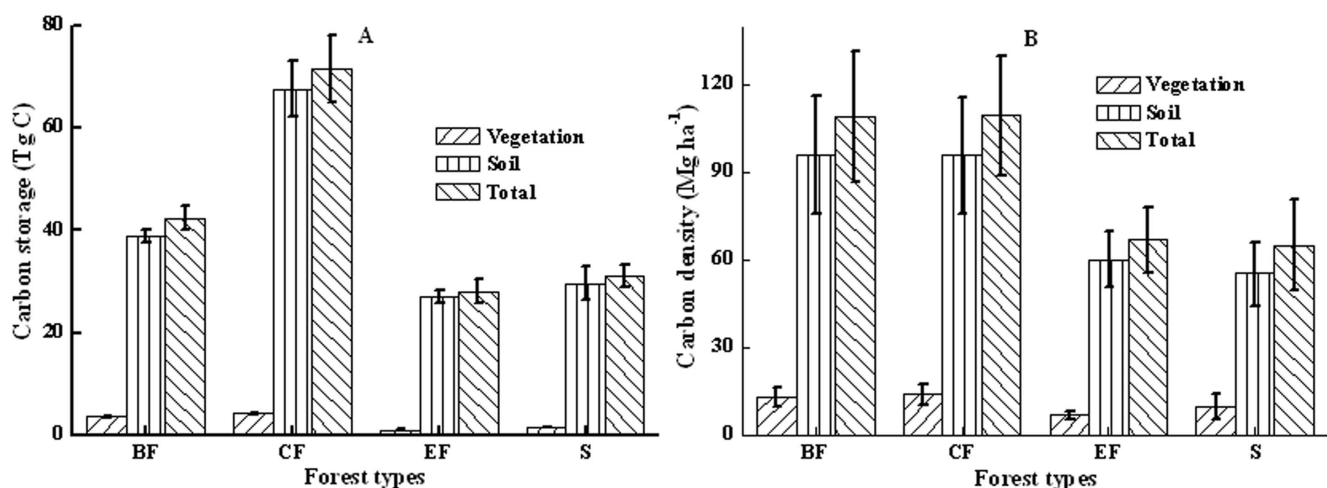 A
Carbon storage (Tg C)
80
60
40
20
0
Vegetation
Soil
Total
BF CF EF S
Forest types
B
Carbon density (Mg ha⁻¹)
120
90
60
30
0
Vegetation
Soil
Total
BF CF EF S
Forest types